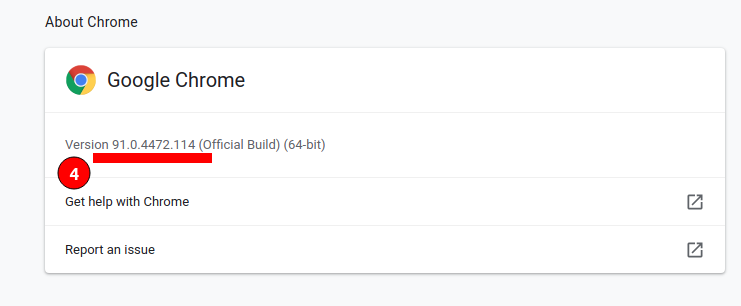 About Chrome
Google Chrome
Version 91.0.4472.114 (Official Build) (64-bit)
4
Get help with Chrome
Report an issue